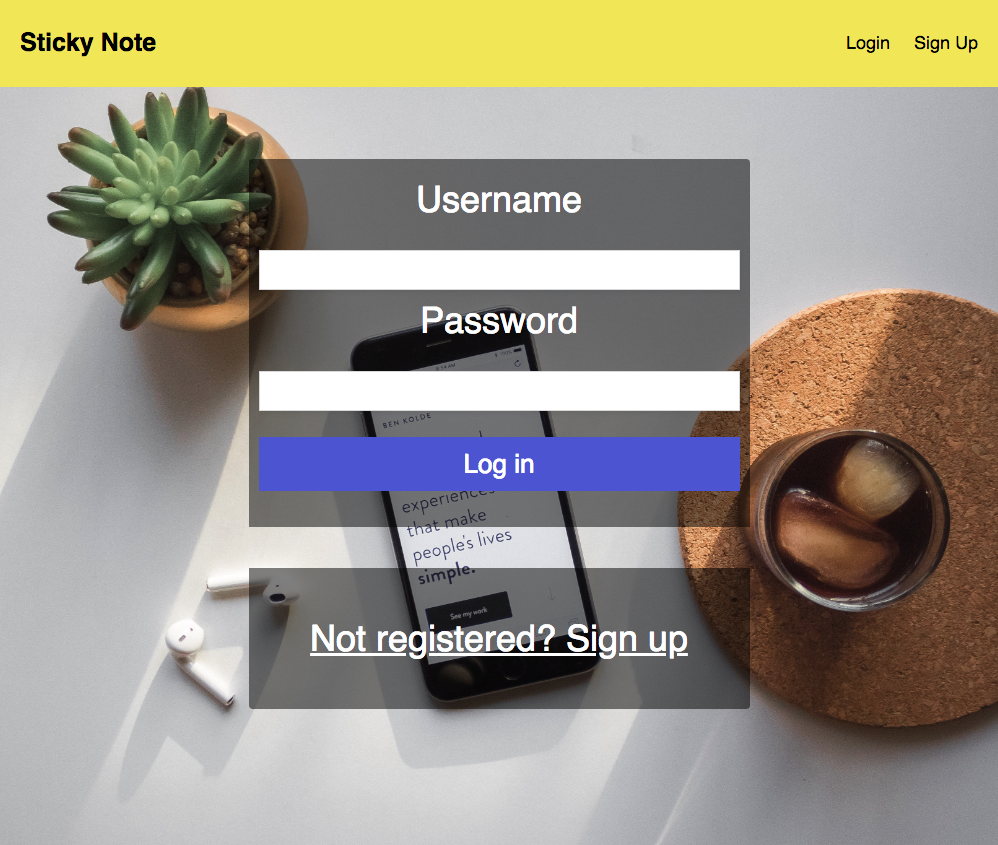 Sticky Note
Login Sign Up
Username
Password
BEN KOLDE
Log in
experiences
that make
people's lives
simple.
See my work
Not registered? Sign up